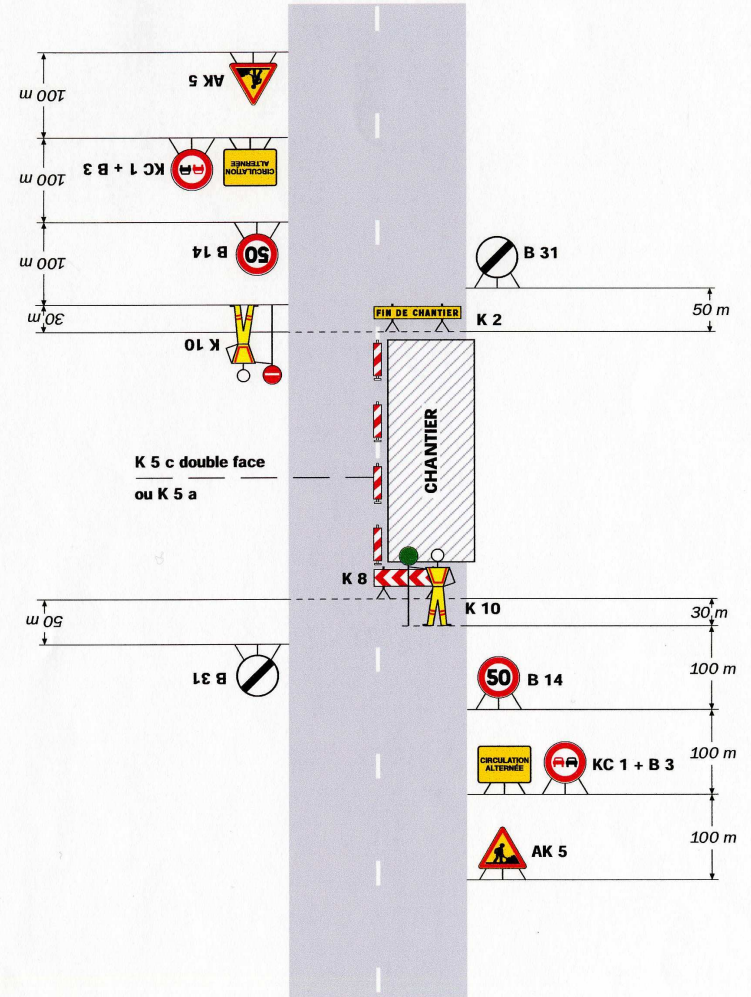 AK 5
100 m
KC 1 + B 3
CIRCULATION
ALTERNÉE
100 m
B 14
50
100 m
30 m
K 10
B 31
50 m
FIN DE CHANTIER
K 2
CHANTIER
K 5 c double face
ou K 5 a
K 8
K 10
30 m
50 m
B 31
50
B 14
100 m
CIRCULATION
ALTERNÉE
KC 1 + B 3
100 m
AK 5
100 m